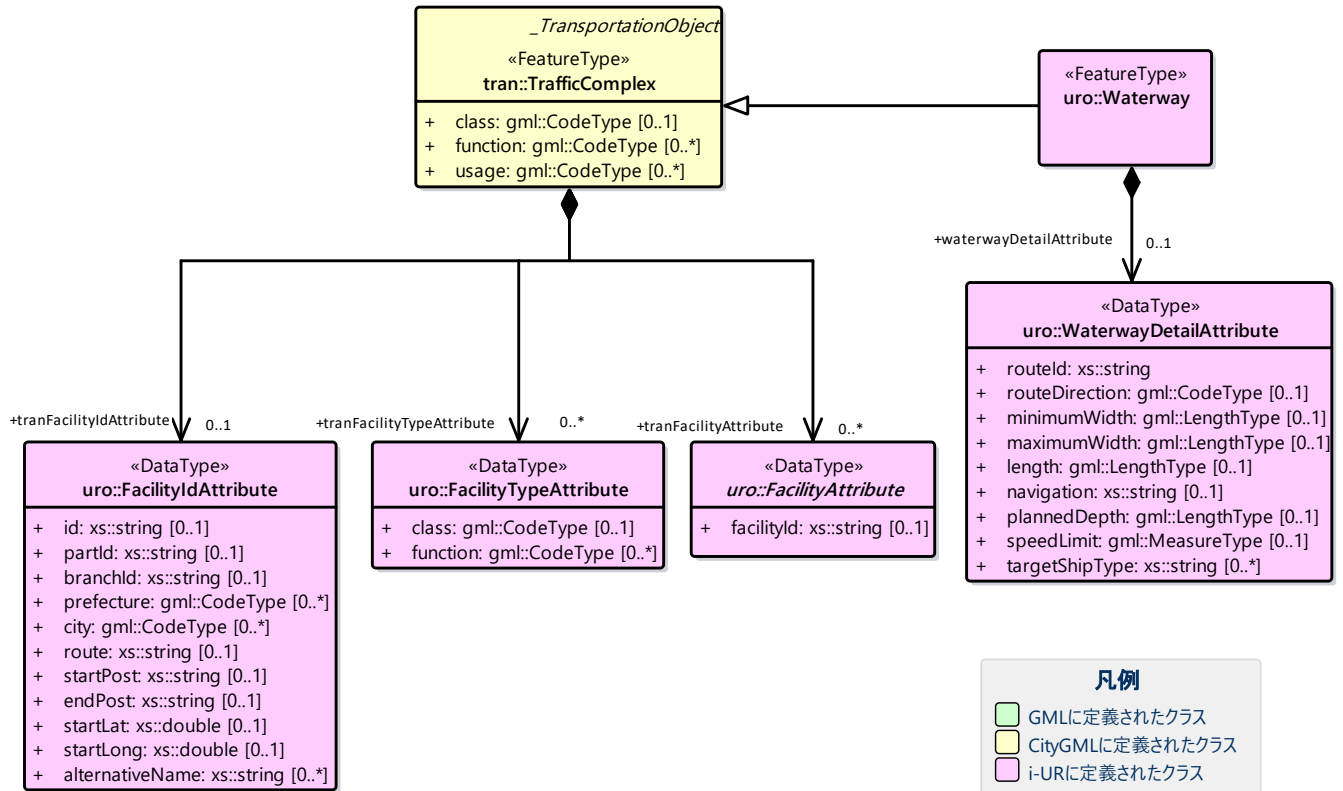 _TransportationObject
«FeatureType»
tran::TrafficComplex
+ class: gml::CodeType [0..1]
+ function: gml::CodeType [0..*]
+ usage: gml::CodeType [0..*]
«FeatureType»
uro::Waterway
+waterwayDetailAttribute 0..1
«DataType»
uro::WaterwayDetailAttribute
+ routeId: xs::string
+ routeDirection: gml::CodeType [0..1]
+ minimumWidth: gml::LengthType [0..1]
+ maximumWidth: gml::LengthType [0..1]
+ length: gml::LengthType [0..1]
+ navigation: xs::string [0..1]
+ plannedDepth: gml::LengthType [0..1]
+ speedLimit: gml::MeasureType [0..1]
+ targetShipType: xs::string [0..*]
+tranFacilityIdAttribute 0..1
«DataType»
uro::FacilityIdAttribute
+ id: xs::string [0..1]
+ partId: xs::string [0..1]
+ branchId: xs::string [0..1]
+ prefecture: gml::CodeType [0..*]
+ city: gml::CodeType [0..*]
+ route: xs::string [0..1]
+ startPost: xs::string [0..1]
+ endPost: xs::string [0..1]
+ startLat: xs::double [0..1]
+ startLong: xs::double [0..1]
+ alternativeName: xs::string [0..*]
+tranFacilityTypeAttribute 0..*
«DataType»
uro::FacilityTypeAttribute
+ class: gml::CodeType [0..1]
+ function: gml::CodeType [0..*]
+tranFacilityAttribute 0..*
«DataType»
uro::FacilityAttribute
+ facilityId: xs::string [0..1]
凡例
GMLに定義されたクラス
CityGMLに定義されたクラス
i-URに定義されたクラス